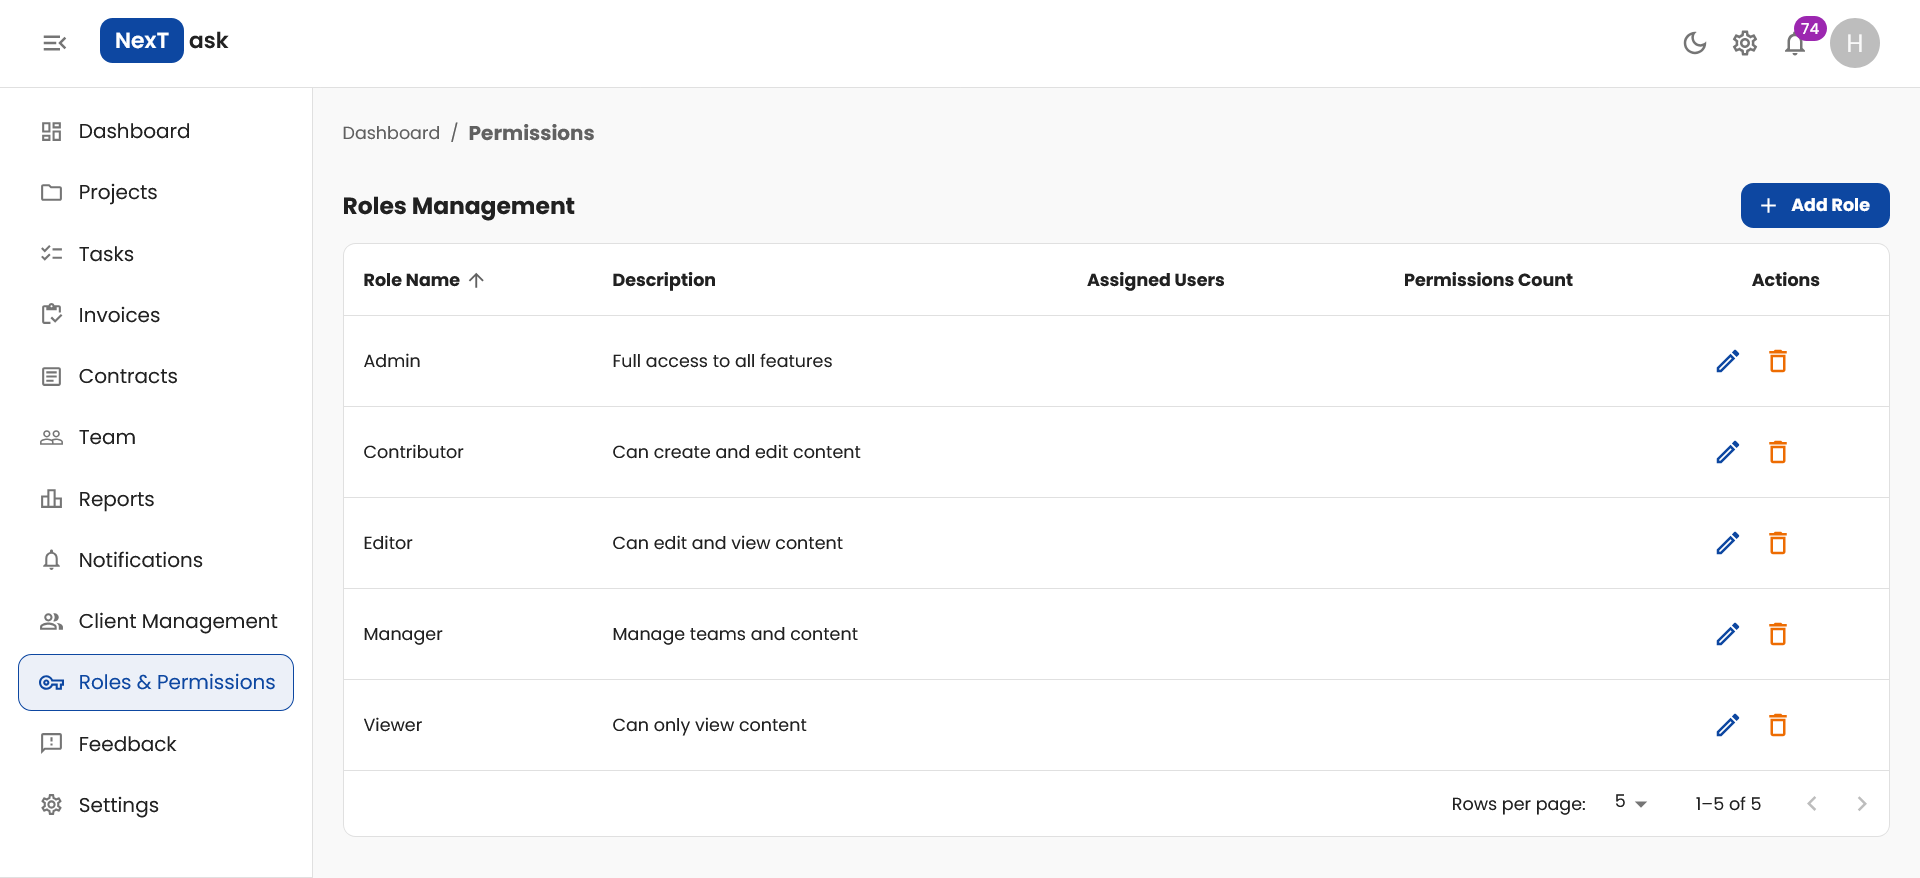 NexT ask
74
H
Dashboard
Projects
Tasks
Invoices
Contracts
Team
Reports
Notifications
Client Management
Roles & Permissions
Feedback
Settings
Dashboard / Permissions
Roles Management
Add Role
Role Name Description Assigned Users Permissions Count Actions
Admin Full access to all features
Contributor Can create and edit content
Editor Can edit and view content
Manager Manage teams and content
Viewer Can only view content
Rows per page: 5 1–5 of 5